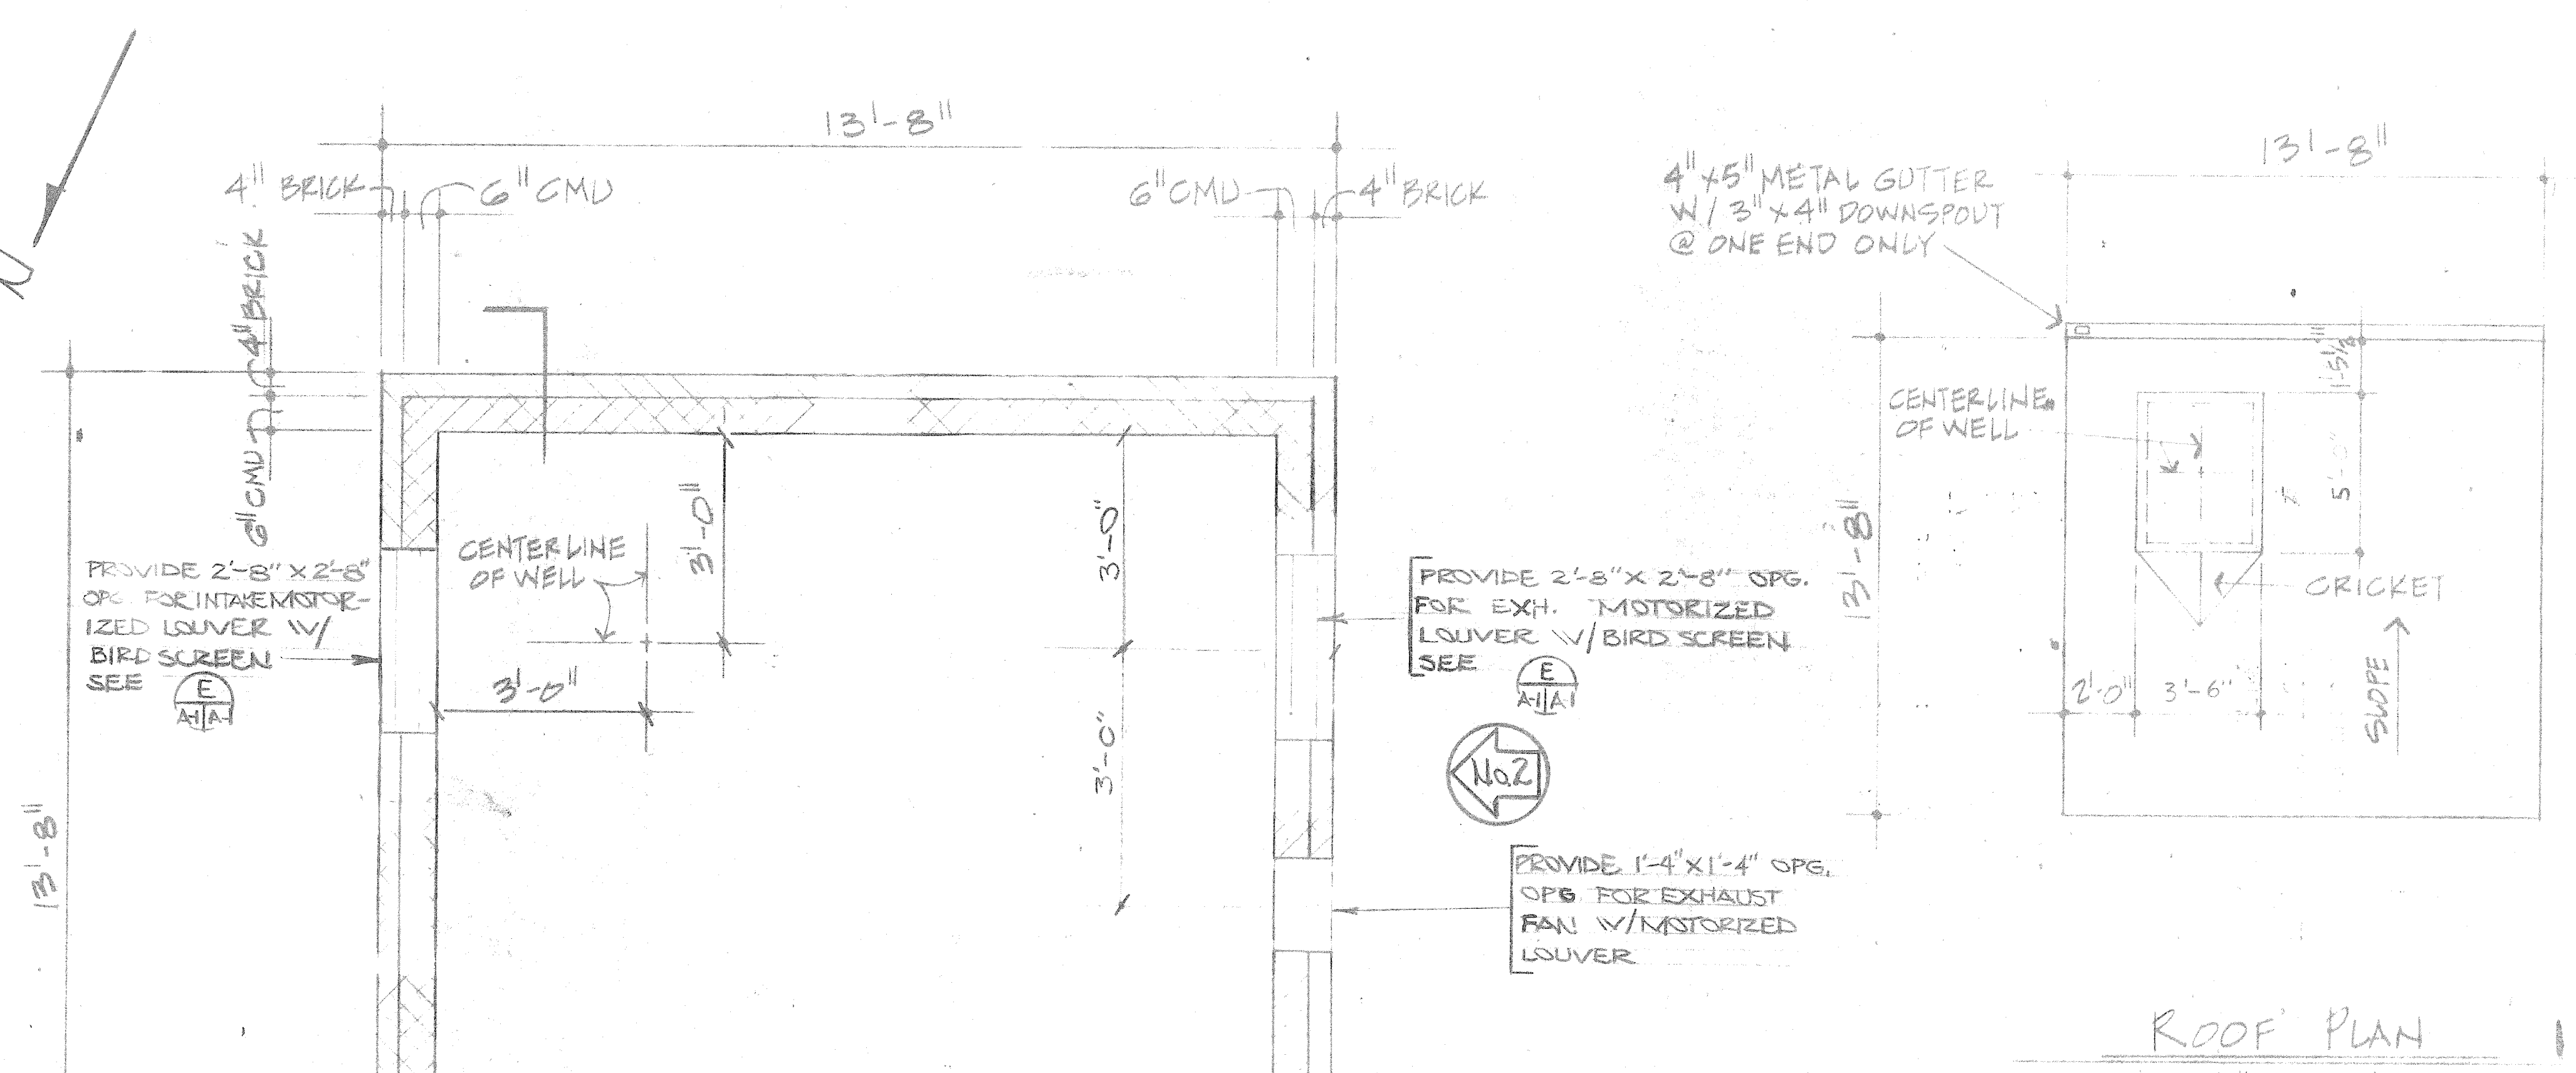 N
13'-8"
4" BRICK
6" CMU
6" CMU
4" BRICK
4" BRICK
6" CMU
13'-8"
CENTERLINE
OF WELL
3'-0"
3'-0"
3'-0"
3'-0"
PROVIDE 2'-8" X 2'-8"
OPG FOR INTAKE MOTOR-
IZED LOUVER W/
BIRD SCREEN
SEE
E
A-1 A-1
PROVIDE 2'-8" X 2'-8" OPG.
FOR EXH. MOTORIZED
LOUVER W/ BIRD SCREEN
SEE
E
A-1 A-1
No. 2
PROVIDE 1'-4" X 1'-4" OPG.
OPG FOR EXHAUST
FAN W/ MOTORIZED
LOUVER
4" X 5" METAL GUTTER
W/ 3" X 4" DOWNSPOUT
@ ONE END ONLY
13'-8"
D
1'-5 1/2"
CENTERLINE
OF WELL
5'-0"
13'-8"
CRICKET
2'-0"
3'-6"
SLOPE
ROOF PLAN